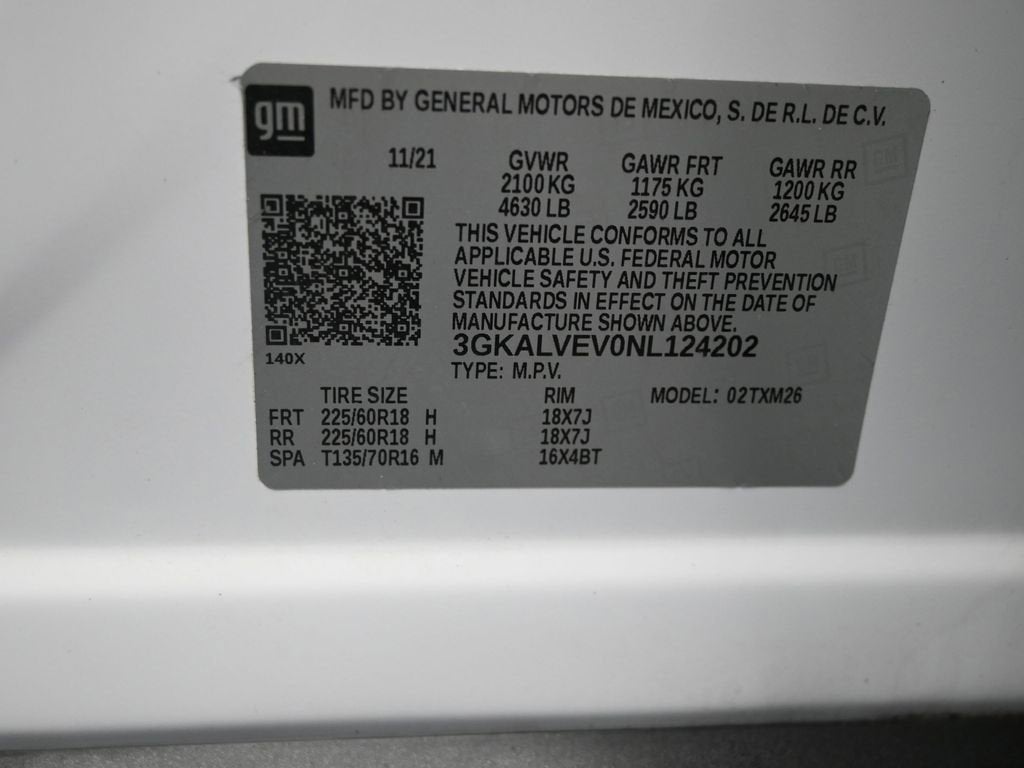 gm
MFD BY GENERAL MOTORS DE MEXICO, S. DE R.L. DE C.V.
11/21 GVWR GAWR FRT GAWR RR
2100 KG 1175 KG 1200 KG
4630 LB 2590 LB 2645 LB
THIS VEHICLE CONFORMS TO ALL
APPLICABLE U.S. FEDERAL MOTOR
VEHICLE SAFETY AND THEFT PREVENTION
STANDARDS IN EFFECT ON THE DATE OF
MANUFACTURE SHOWN ABOVE.
3GKALVEV0NL124202
140X
TYPE: M.P.V.
TIRE SIZE RIM MODEL: 02TXM26
FRT 225/60R18 H 18X7J
RR 225/60R18 H 18X7J
SPA T135/70R16 M 16X4BT
GM
GM